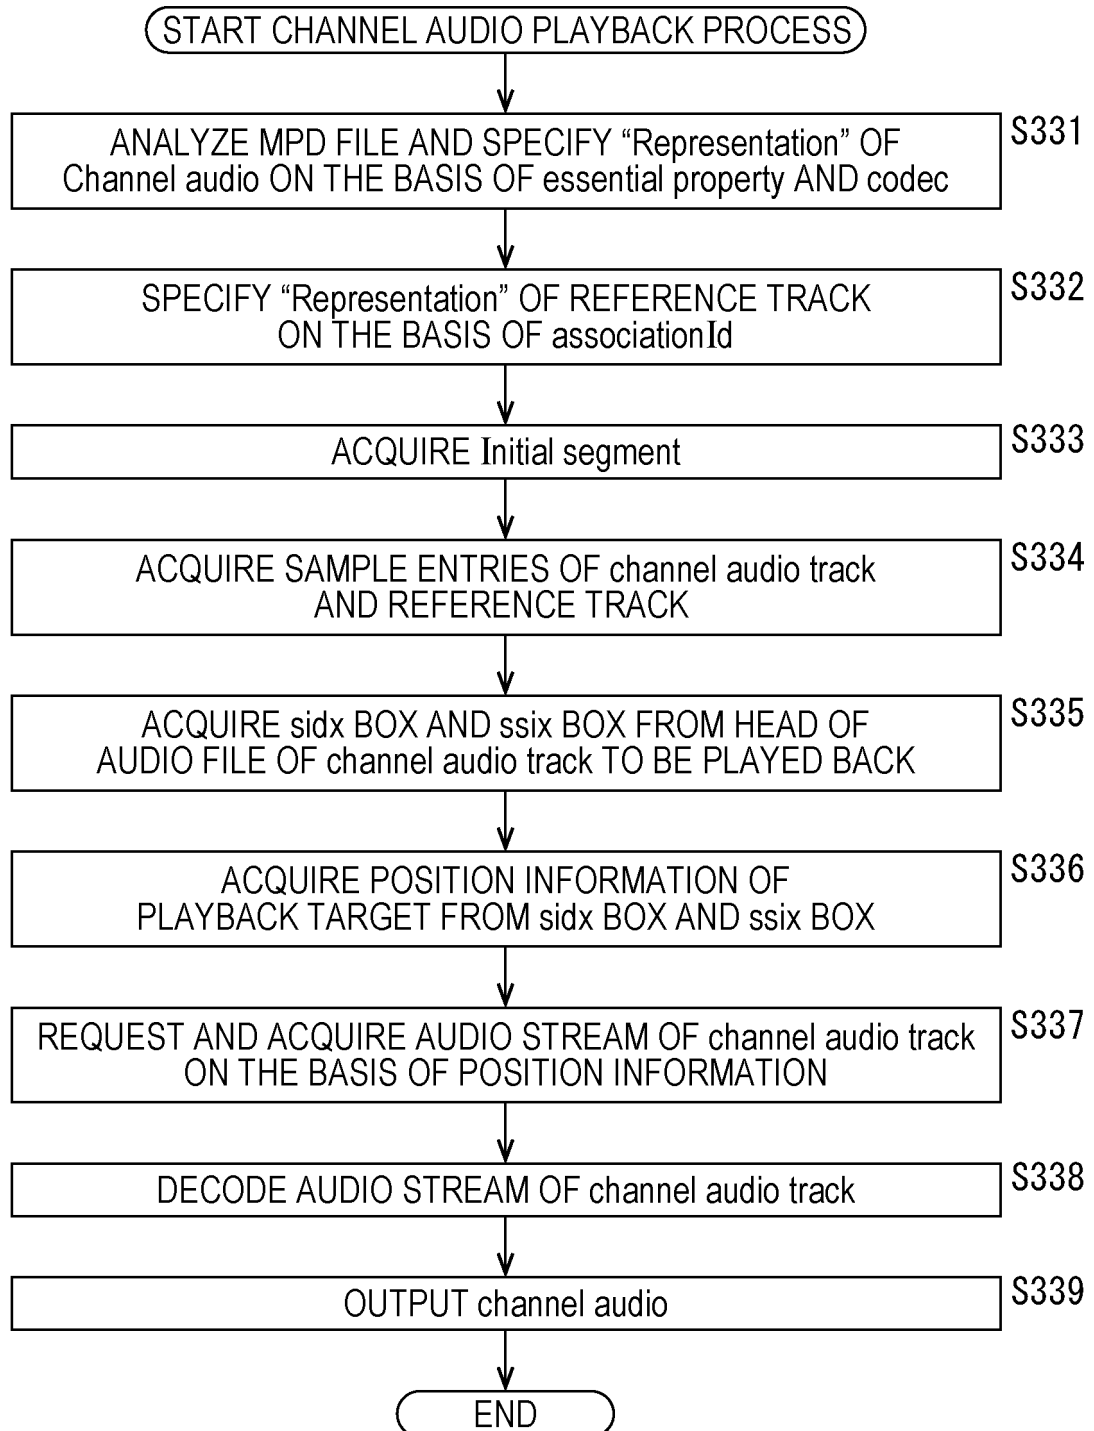 START CHANNEL AUDIO PLAYBACK PROCESS
S331
ANALYZE MPD FILE AND SPECIFY “Representation” OF
Channel audio ON THE BASIS OF essential property AND codec
S332
SPECIFY “Representation” OF REFERENCE TRACK
ON THE BASIS OF associationId
S333
ACQUIRE Initial segment
S334
ACQUIRE SAMPLE ENTRIES OF channel audio track
AND REFERENCE TRACK
S335
ACQUIRE sidx BOX AND ssix BOX FROM HEAD OF
AUDIO FILE OF channel audio track TO BE PLAYED BACK
S336
ACQUIRE POSITION INFORMATION OF
PLAYBACK TARGET FROM sidx BOX AND ssix BOX
S337
REQUEST AND ACQUIRE AUDIO STREAM OF channel audio track
ON THE BASIS OF POSITION INFORMATION
S338
DECODE AUDIO STREAM OF channel audio track
S339
OUTPUT channel audio
END